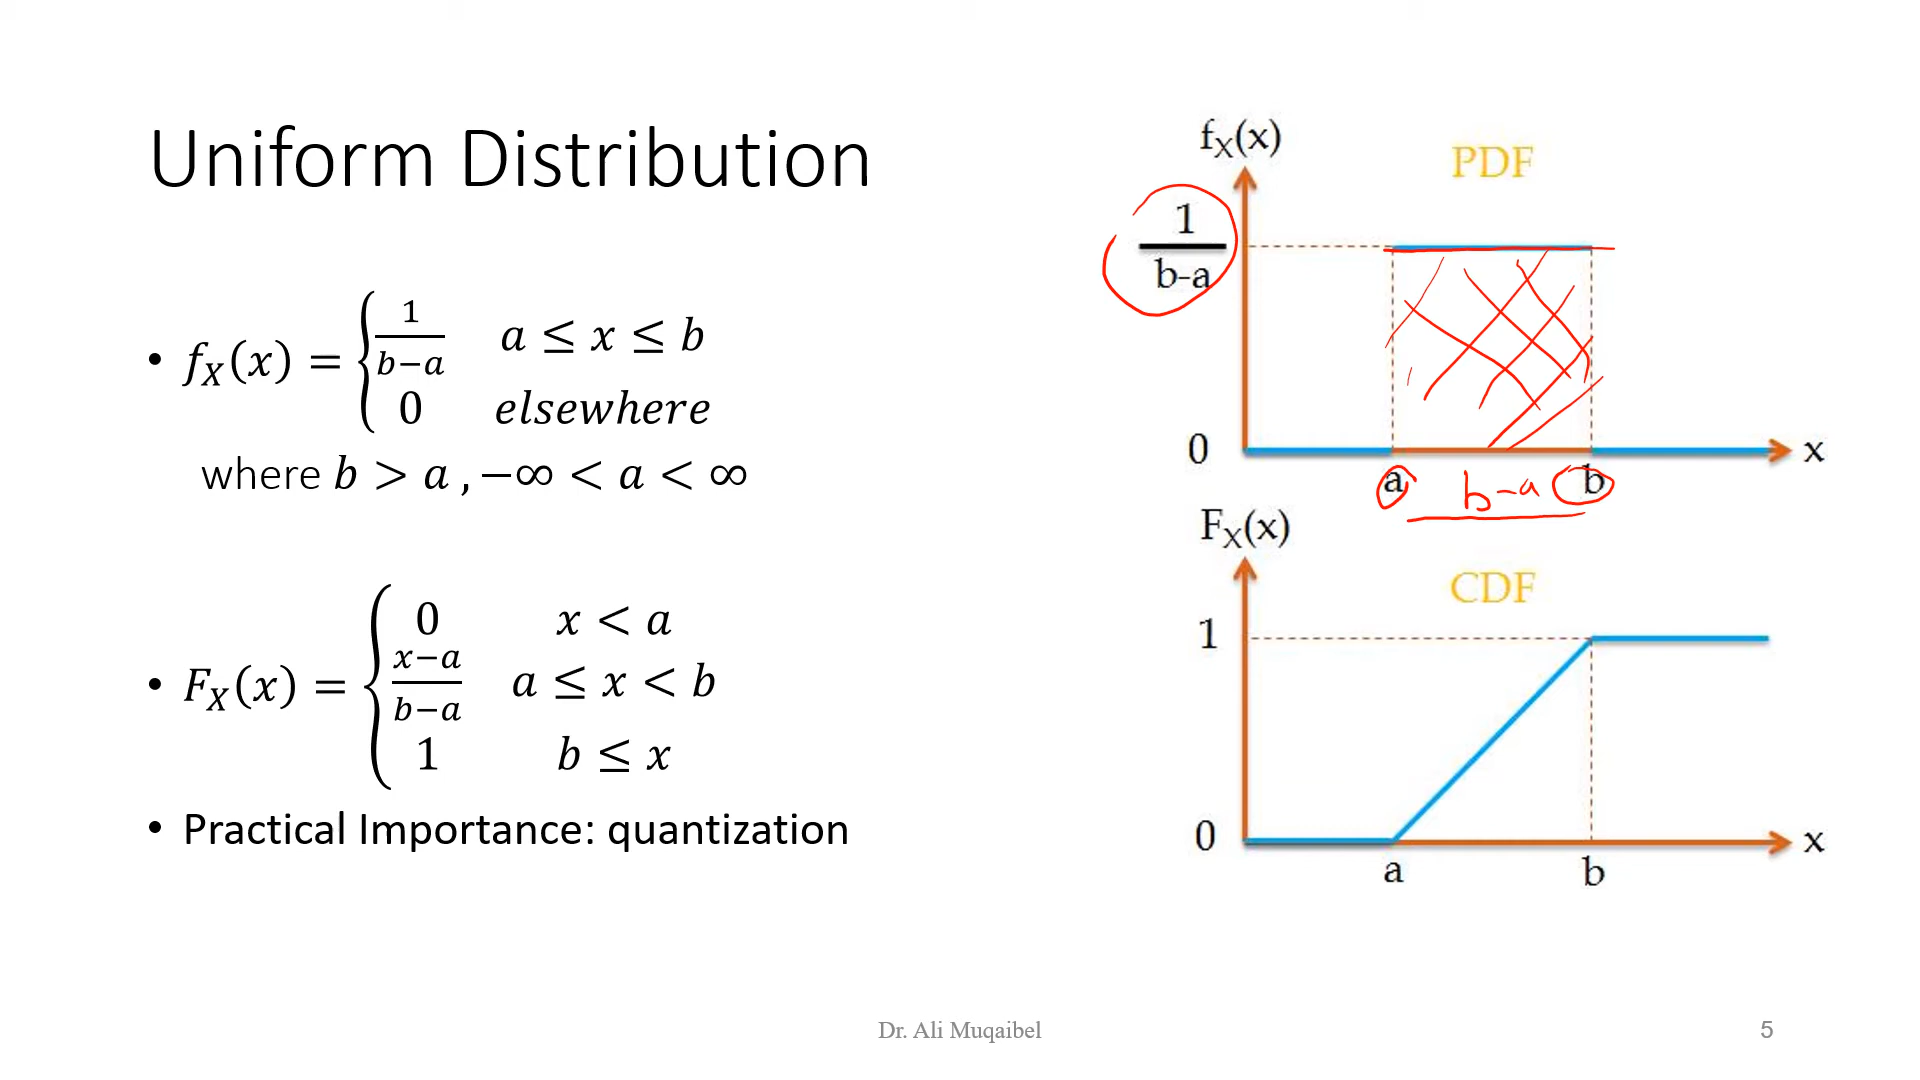 Uniform Distribution
• f_X(x) = { 1/(b−a)   a ≤ x ≤ b
0   elsewhere
where b > a , −∞ < a < ∞
• F_X(x) = { 0   x < a
(x−a)/(b−a)   a ≤ x < b
1   b ≤ x
• Practical Importance: quantization
f_X(x)
PDF
1/(b-a)
0
x
a
b-a
b
F_X(x)
CDF
1
0
x
a
b
Dr. Ali Muqaibel
5